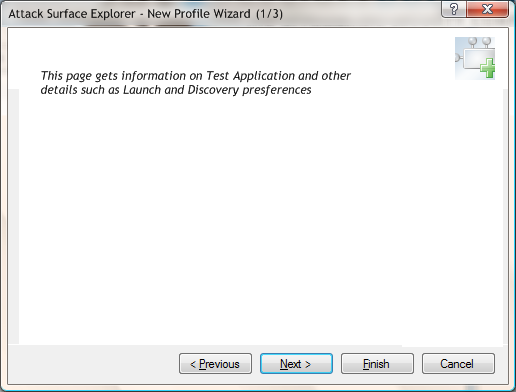 Attack Surface Explorer - New Profile Wizard (1/3)
?
This page gets information on Test Application and other
details such as Launch and Discovery presferences
< Previous
Next >
Finish
Cancel